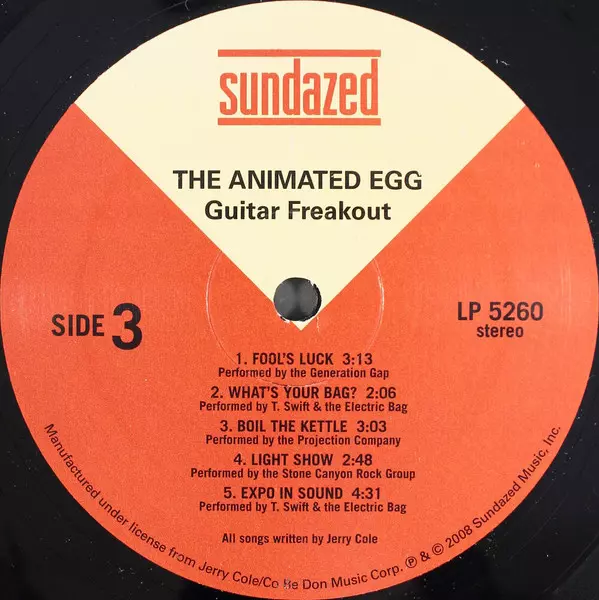 sundazed
THE ANIMATED EGG
Guitar Freakout
SIDE 3
LP 5260
stereo
1. FOOL'S LUCK 3:13
Performed by the Generation Gap
2. WHAT'S YOUR BAG? 2:06
Performed by T. Swift & the Electric Bag
3. BOIL THE KETTLE 3:03
Performed by the Projection Company
4. LIGHT SHOW 2:48
Performed by the Stone Canyon Rock Group
5. EXPO IN SOUND 4:31
Performed by T. Swift & the Electric Bag
All songs written by Jerry Cole
Manufactured under license from Jerry Cole/Co Be Don Music Corp. ℗ & © 2008 Sundazed Music, Inc.